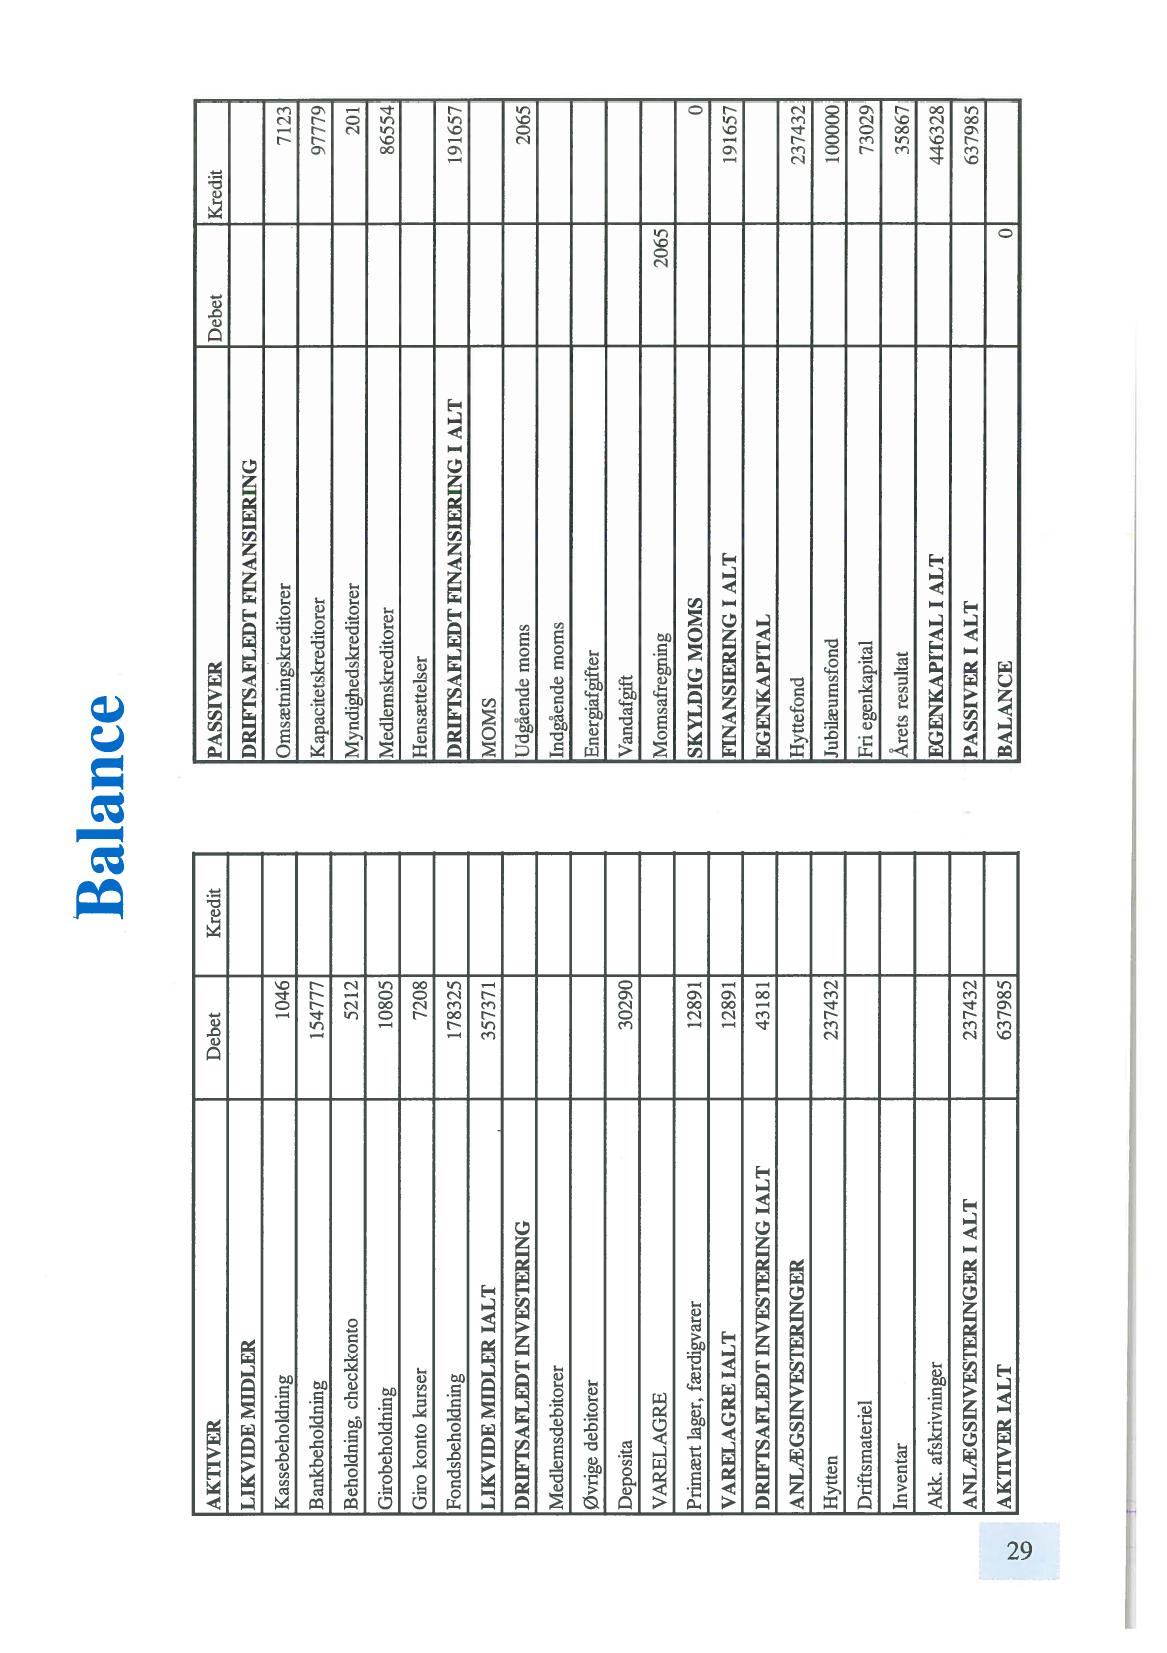 Balance
AKTIVER Debet Kredit
LIKVIDE MIDLER
Kassebeholdning 1046
Bankbeholdning 154777
Beholdning, checkkonto 5212
Girobeholdning 10805
Giro konto kurser 7208
Fondsbeholdning 178325
LIKVIDE MIDLER IALT 357371
DRIFTSAFLEDT INVESTERING
Medlemsdebitorer
Øvrige debitorer
Deposita 30290
VARELAGRE
Primært lager, færdigvarer 12891
VARELAGRE IALT 12891
DRIFTSAFLEDT INVESTERING IALT 43181
ANLÆGSINVESTERINGER
Hytten 237432
Driftsmateriel
Inventar
Akk. afskrivninger
ANLÆGSINVESTERINGER I ALT 237432
AKTIVER IALT 637985
PASSIVER Debet Kredit
DRIFTSAFLEDT FINANSIERING
Omsætningskreditorer 7123
Kapacitetskreditorer 97779
Myndighedskreditorer 201
Medlemskreditorer 86554
Hensættelser
DRIFTSAFLEDT FINANSIERING I ALT 191657
MOMS
Udgående moms 2065
Indgående moms
Energiafgifter
Vandafgift
Momsafregning 2065
SKYLDIG MOMS 0
FINANSIERING I ALT 191657
EGENKAPITAL
Hyttefond 237432
Jubilæumsfond 100000
Fri egenkapital 73029
Årets resultat 35867
EGENKAPITAL I ALT 446328
PASSIVER I ALT 637985
BALANCE 0
29